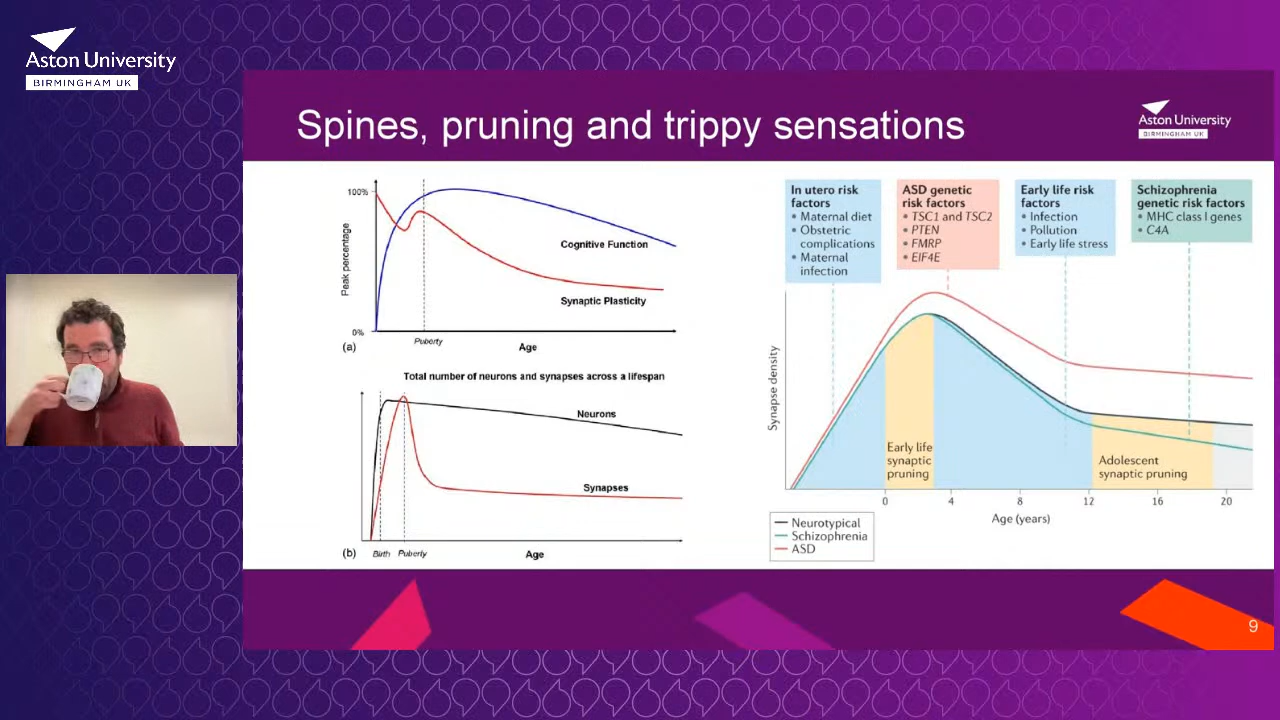 Aston University
BIRMINGHAM UK
Spines, pruning and trippy sensations
Aston University
BIRMINGHAM UK
100%
Peak percentage
0%
Cognitive Function
Synaptic Plasticity
Puberty
(a)
Age
Total number of neurons and synapses across a lifespan
Neurons
Synapses
(b)
Birth
Puberty
Age
In utero risk
factors
• Maternal diet
• Obstetric
complications
• Maternal
infection
ASD genetic
risk factors
• TSC1 and TSC2
• PTEN
• FMRP
• EIF4E
Early life risk
factors
• Infection
• Pollution
• Early life stress
Schizophrenia
genetic risk factors
• MHC class I genes
• C4A
Synapse density
Early life
synaptic
pruning
Adolescent
synaptic pruning
0 4 8 12 16 20
Age (years)
Neurotypical
Schizophrenia
ASD
9